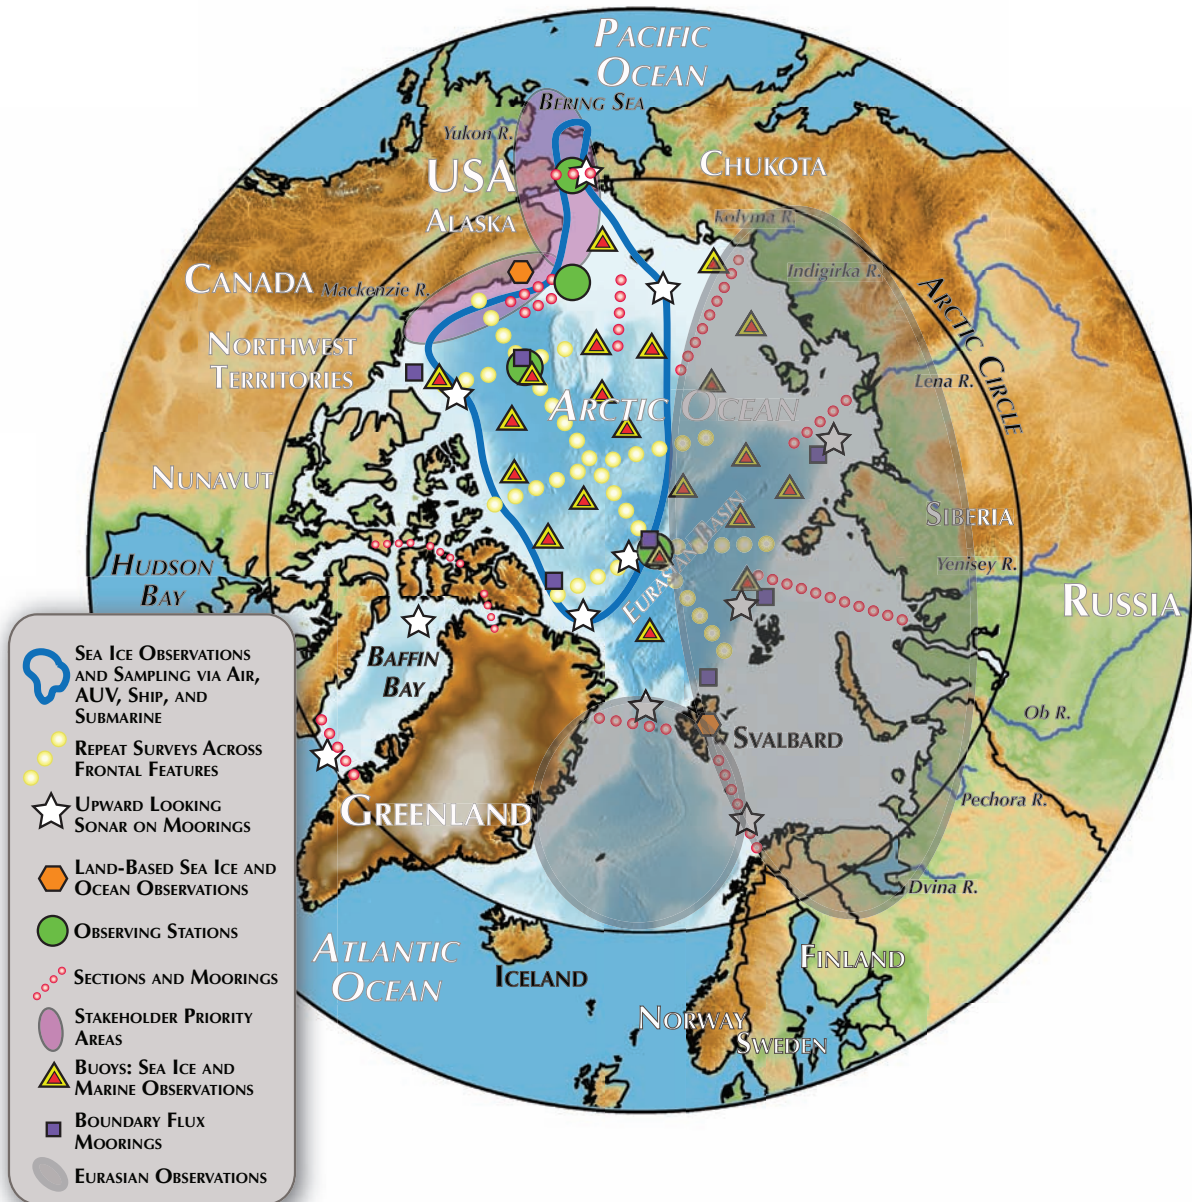 PACIFIC
OCEAN
BERING SEA
Yukon R.
USA
ALASKA
CHUKOTA
Kolyma R.
Indigirka R.
CANADA
Mackenzie R.
ARCTIC CIRCLE
NORTHWEST
TERRITORIES
Lena R.
ARCTIC OCEAN
NUNAVUT
EURASIAN BASIN
SIBERIA
HUDSON
BAY
Yenisey R.
RUSSIA
BAFFIN
BAY
Ob R.
SVALBARD
Pechora R.
GREENLAND
Dvina R.
ATLANTIC
OCEAN
ICELAND
FINLAND
NORWAY
SWEDEN
SEA ICE OBSERVATIONS
AND SAMPLING VIA AIR,
AUV, SHIP, AND
SUBMARINE
REPEAT SURVEYS ACROSS
FRONTAL FEATURES
UPWARD LOOKING
SONAR ON MOORINGS
LAND-BASED SEA ICE AND
OCEAN OBSERVATIONS
OBSERVING STATIONS
SECTIONS AND MOORINGS
STAKEHOLDER PRIORITY
AREAS
BUOYS: SEA ICE AND
MARINE OBSERVATIONS
BOUNDARY FLUX
MOORINGS
EURASIAN OBSERVATIONS